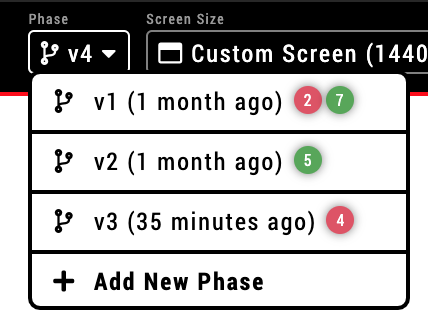 Phase Screen Size
v4 Custom Screen (1440
v1 (1 month ago) 2 7
v2 (1 month ago) 5
v3 (35 minutes ago) 4
Add New Phase